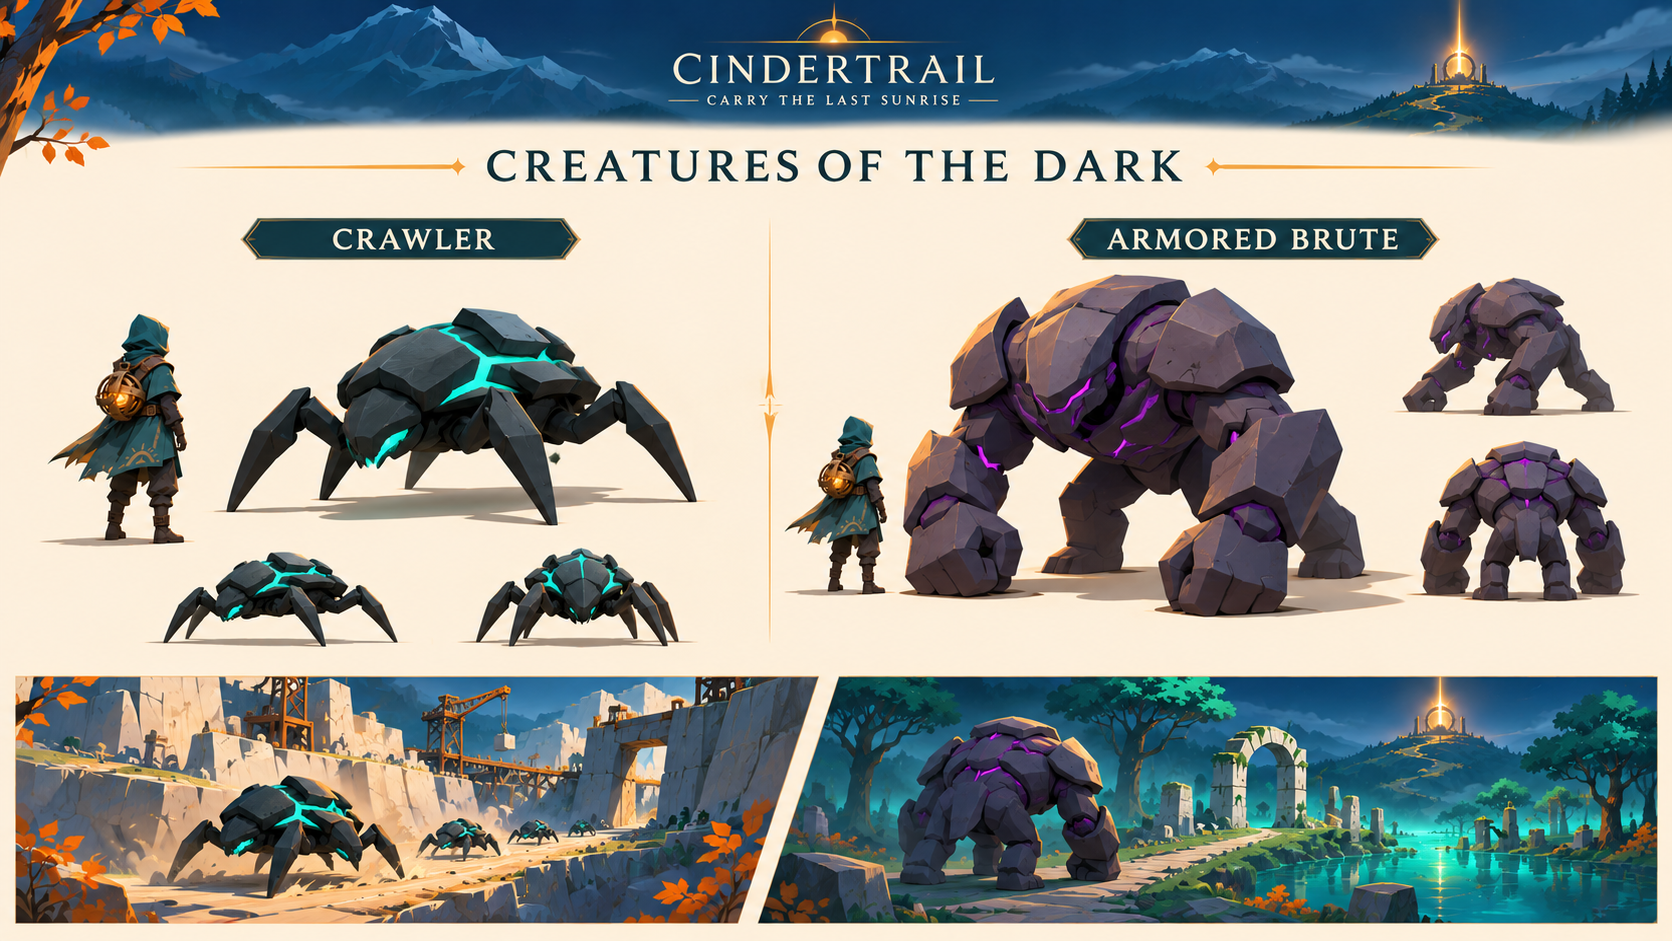 CINDERTRAIL
CARRY THE LAST SUNRISE
CREATURES OF THE DARK
CRAWLER
ARMORED BRUTE